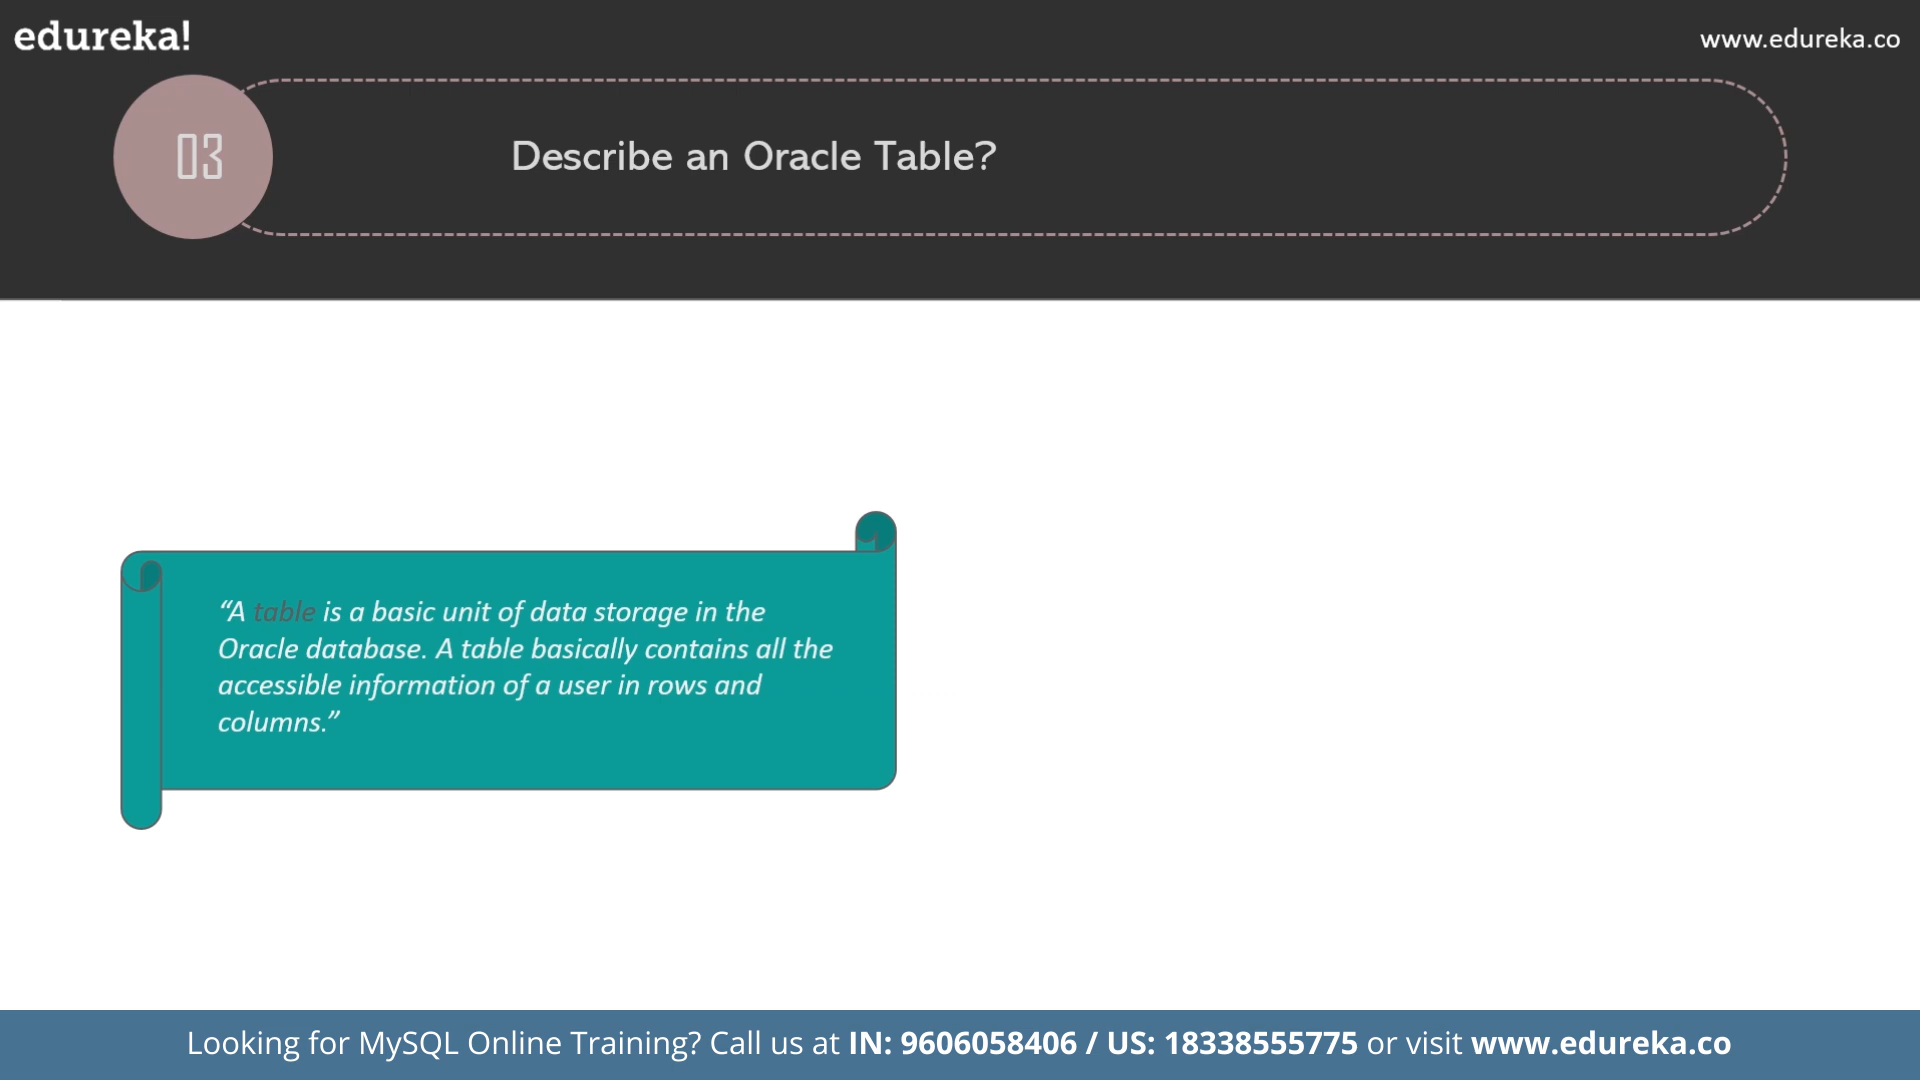 edureka!
www.edureka.co
03
Describe an Oracle Table?
“A table is a basic unit of data storage in the
Oracle database. A table basically contains all the
accessible information of a user in rows and
columns.”
Looking for MySQL Online Training? Call us at IN: 9606058406 / US: 18338555775 or visit www.edureka.co